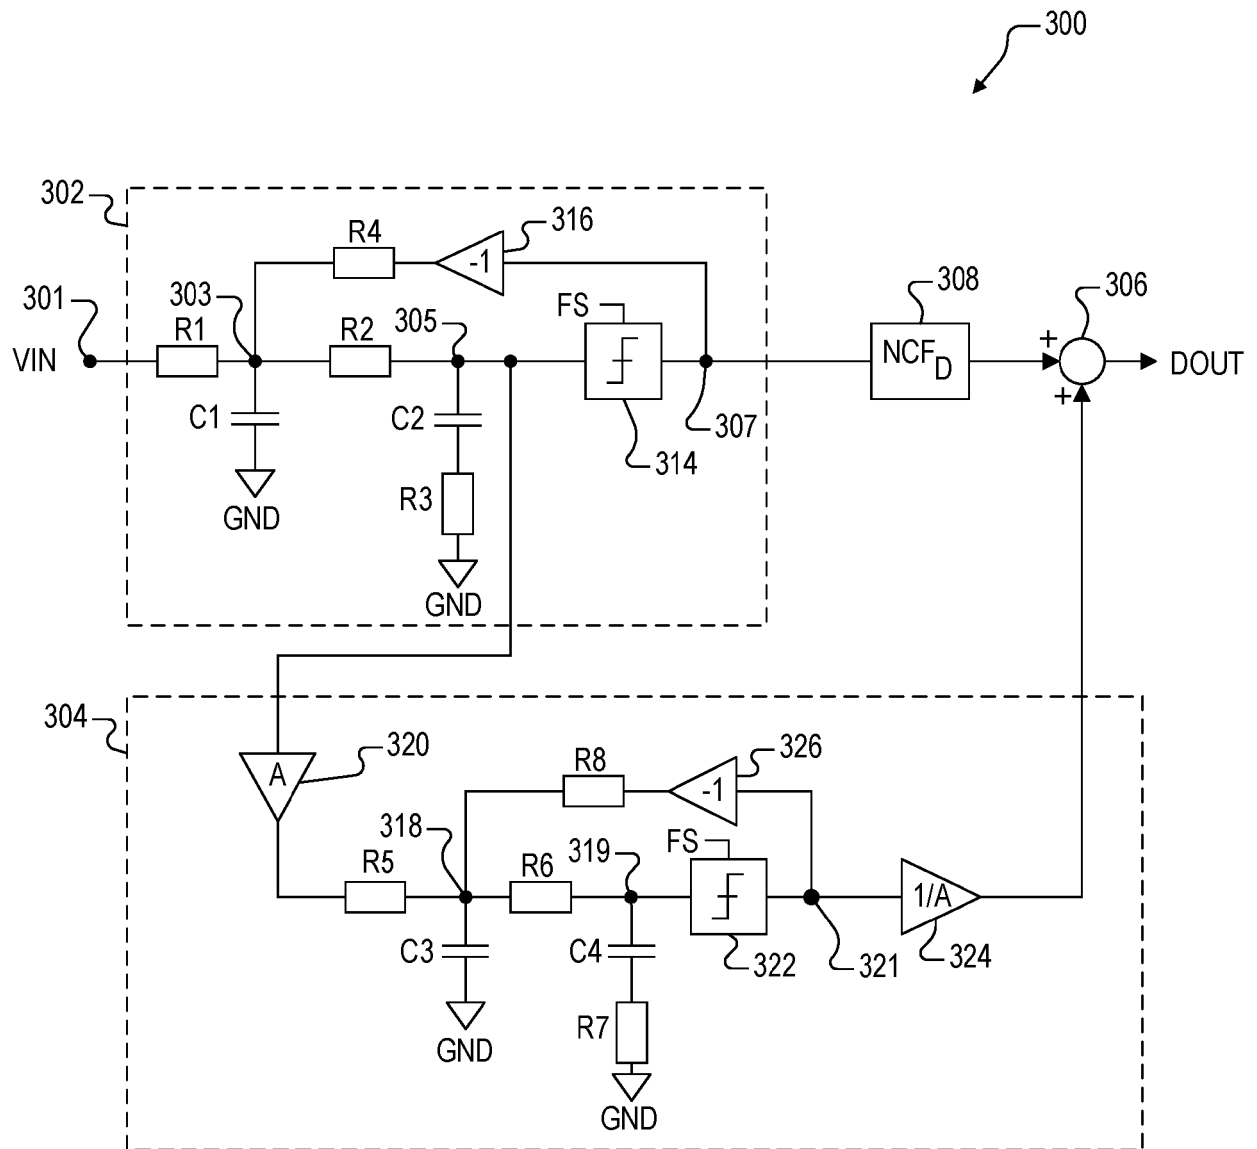 300
302
R4
316
-1
301
303
R1
R2
305
FS
308
306
VIN
NCF_D
+
DOUT
+
C1
C2
307
314
GND
R3
GND
304
320
A
R8
326
-1
318
319
FS
R5
R6
1/A
C3
C4
322
321
324
GND
R7
GND